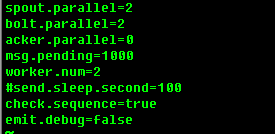 spout.parallel=2
bolt.parallel=2
acker.parallel=0
msg.pending=1000
worker.num=2
#send.sleep.second=100
check.sequence=true
emit.debug=false
~